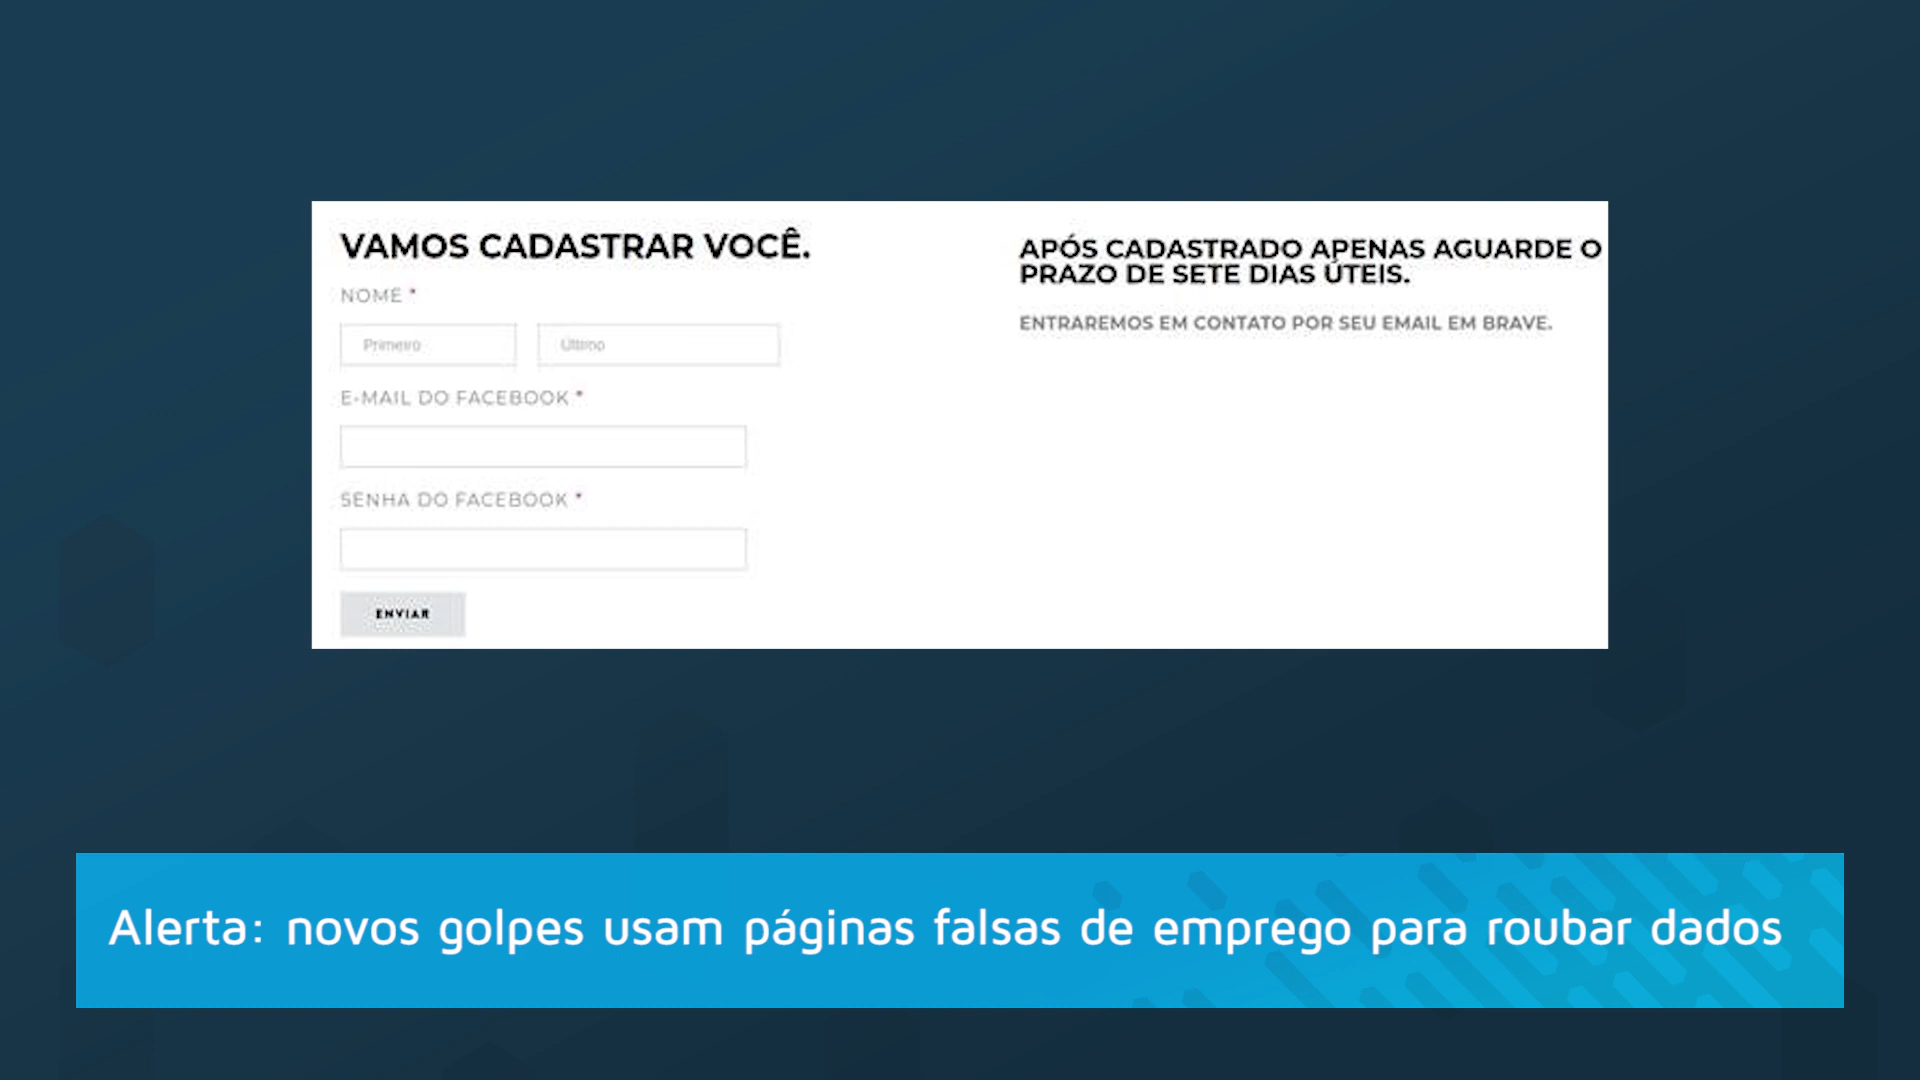 VAMOS CADASTRAR VOCÊ.
NOME *
Primeiro
Último
E-MAIL DO FACEBOOK *
SENHA DO FACEBOOK *
ENVIAR
APÓS CADASTRADO APENAS AGUARDE O
PRAZO DE SETE DIAS ÚTEIS.
ENTRAREMOS EM CONTATO POR SEU EMAIL EM BRAVE.
Alerta: novos golpes usam páginas falsas de emprego para roubar dados